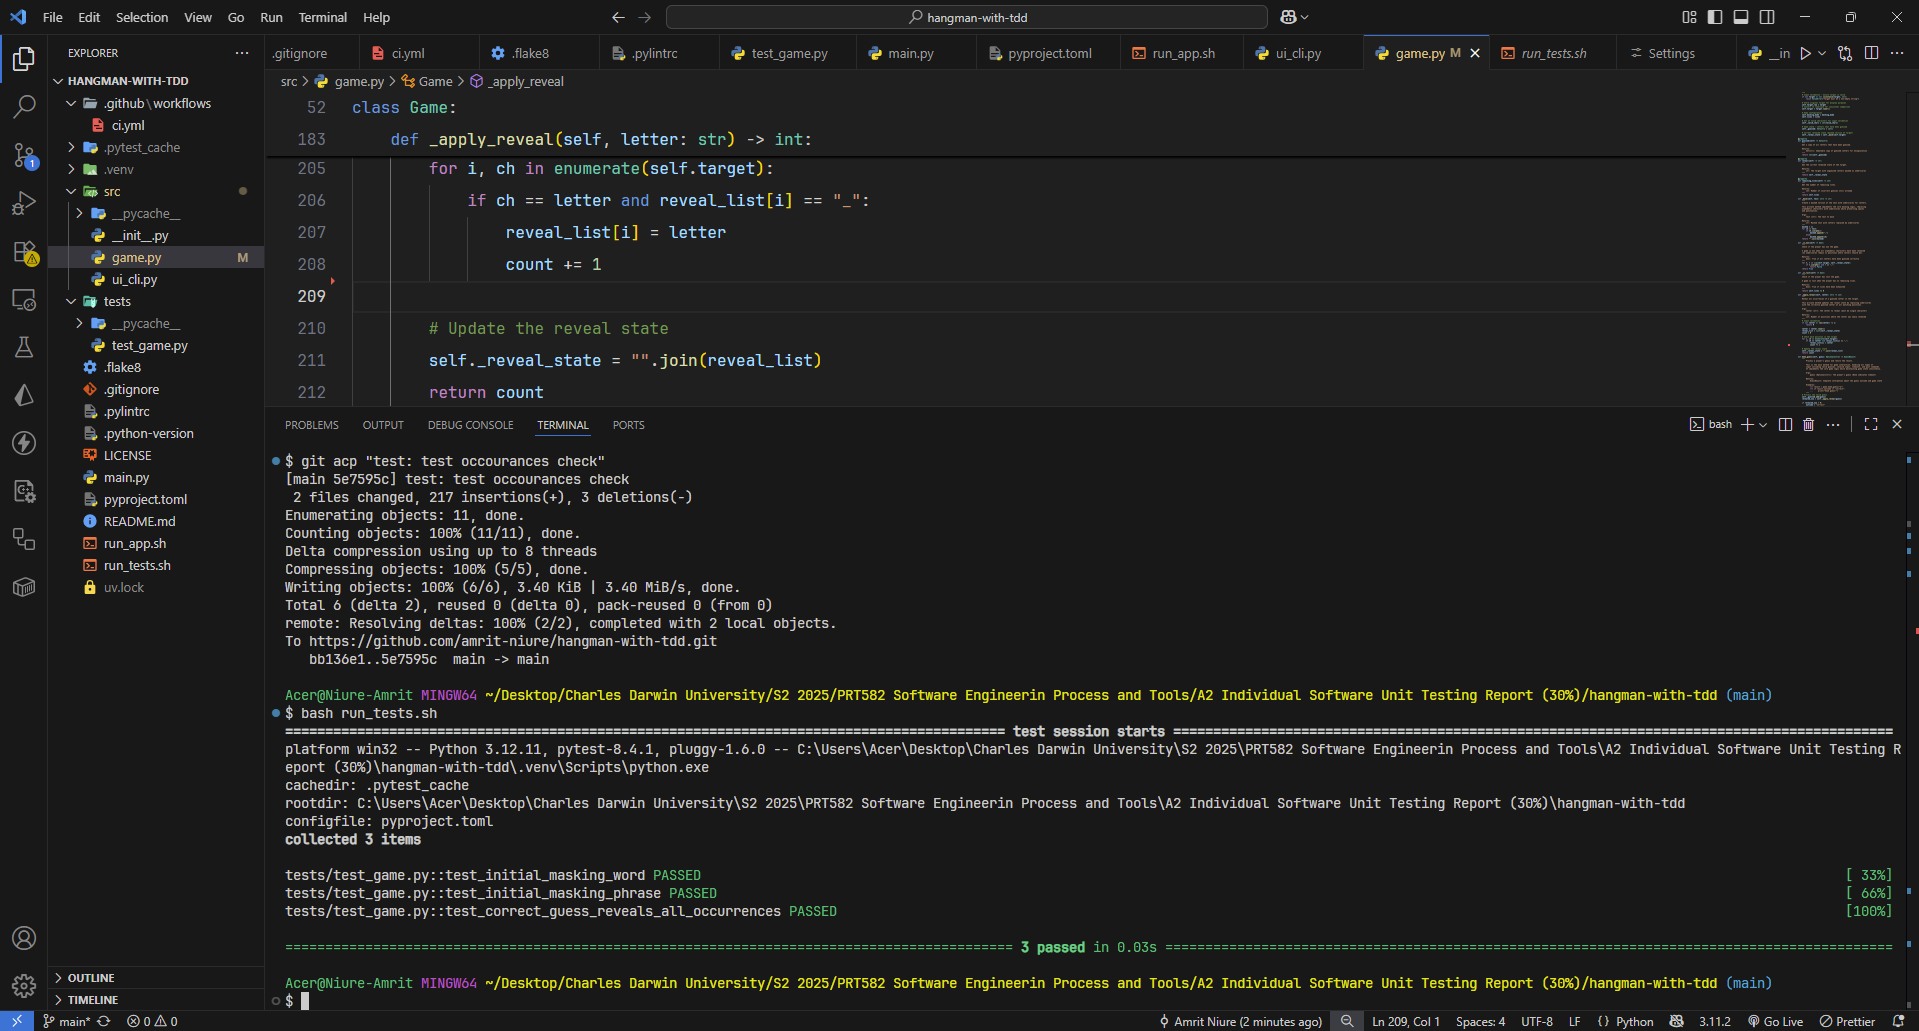 File Edit Selection View Go Run Terminal Help
hangman-with-tdd
EXPLORER
HANGMAN-WITH-TDD
.github\workflows
ci.yml
.pytest_cache
.venv
src
__pycache__
__init__.py
game.py M
ui_cli.py
tests
__pycache__
test_game.py
.flake8
.gitignore
.pylintrc
.python-version
LICENSE
main.py
pyproject.toml
README.md
run_app.sh
run_tests.sh
uv.lock
OUTLINE
TIMELINE
.gitignore ci.yml .flake8 .pylintrc test_game.py main.py pyproject.toml run_app.sh ui_cli.py game.py M run_tests.sh Settings __in
src > game.py > Game > _apply_reveal
52 class Game:
183 def _apply_reveal(self, letter: str) -> int:
205 for i, ch in enumerate(self.target):
206 if ch == letter and reveal_list[i] == "_":
207 reveal_list[i] = letter
208 count += 1
209
210 # Update the reveal state
211 self._reveal_state = "".join(reveal_list)
212 return count
PROBLEMS OUTPUT DEBUG CONSOLE TERMINAL PORTS
bash
$ git acp "test: test occourances check"
[main 5e7595c] test: test occourances check
2 files changed, 217 insertions(+), 3 deletions(-)
Enumerating objects: 11, done.
Counting objects: 100% (11/11), done.
Delta compression using up to 8 threads
Compressing objects: 100% (5/5), done.
Writing objects: 100% (6/6), 3.40 KiB | 3.40 MiB/s, done.
Total 6 (delta 2), reused 0 (delta 0), pack-reused 0 (from 0)
remote: Resolving deltas: 100% (2/2), completed with 2 local objects.
To https://github.com/amrit-niure/hangman-with-tdd.git
bb136e1..5e7595c main -> main
Acer@Niure-Amrit MINGW64 ~/Desktop/Charles Darwin University/S2 2025/PRT582 Software Engineerin Process and Tools/A2 Individual Software Unit Testing Report (30%)/hangman-with-tdd (main)
$ bash run_tests.sh
test session starts
platform win32 -- Python 3.12.11, pytest-8.4.1, pluggy-1.6.0 -- C:\Users\Acer\Desktop\Charles Darwin University\S2 2025\PRT582 Software Engineerin Process and Tools\A2 Individual Software Unit Testing R
eport (30%)\hangman-with-tdd\.venv\Scripts\python.exe
cachedir: .pytest_cache
rootdir: C:\Users\Acer\Desktop\Charles Darwin University\S2 2025\PRT582 Software Engineerin Process and Tools\A2 Individual Software Unit Testing Report (30%)\hangman-with-tdd
configfile: pyproject.toml
collected 3 items
tests/test_game.py::test_initial_masking_word PASSED [ 33%]
tests/test_game.py::test_initial_masking_phrase PASSED [ 66%]
tests/test_game.py::test_correct_guess_reveals_all_occurrences PASSED [100%]
3 passed in 0.03s
Acer@Niure-Amrit MINGW64 ~/Desktop/Charles Darwin University/S2 2025/PRT582 Software Engineerin Process and Tools/A2 Individual Software Unit Testing Report (30%)/hangman-with-tdd (main)
$
main* 0 0 Amrit Niure (2 minutes ago) Ln 209, Col 1 Spaces: 4 UTF-8 LF { } Python 3.11.2 Go Live Prettier